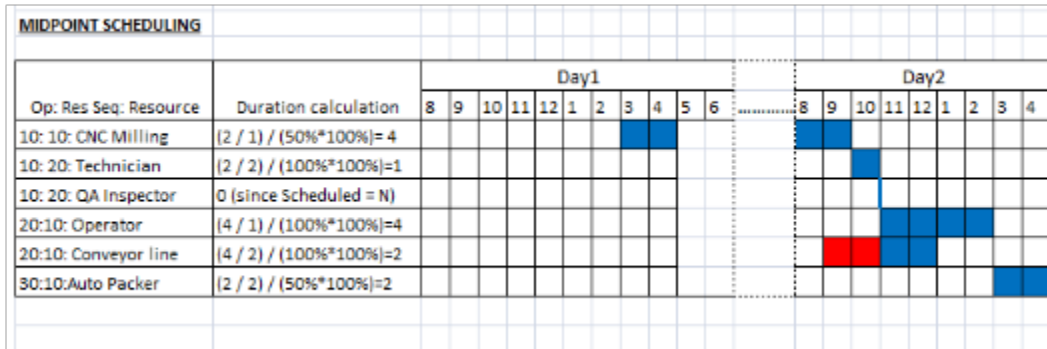 MIDPOINT SCHEDULING
Day1 Day2
Op: Res Seq: Resource Duration calculation 8 9 10 11 12 1 2 3 4 5 6 ............... 8 9 10 11 12 1 2 3 4
10: 10: CNC Milling (2 / 1) / (50%*100%)= 4
10: 20: Technician (2 / 2) / (100%*100%)=1
10: 20: QA Inspector 0 (since Scheduled = N)
20:10: Operator (4 / 1) / (100%*100%)=4
20:10: Conveyor line (4 / 2) / (100%*100%)=2
30:10:Auto Packer (2 / 2) / (50%*100%)=2